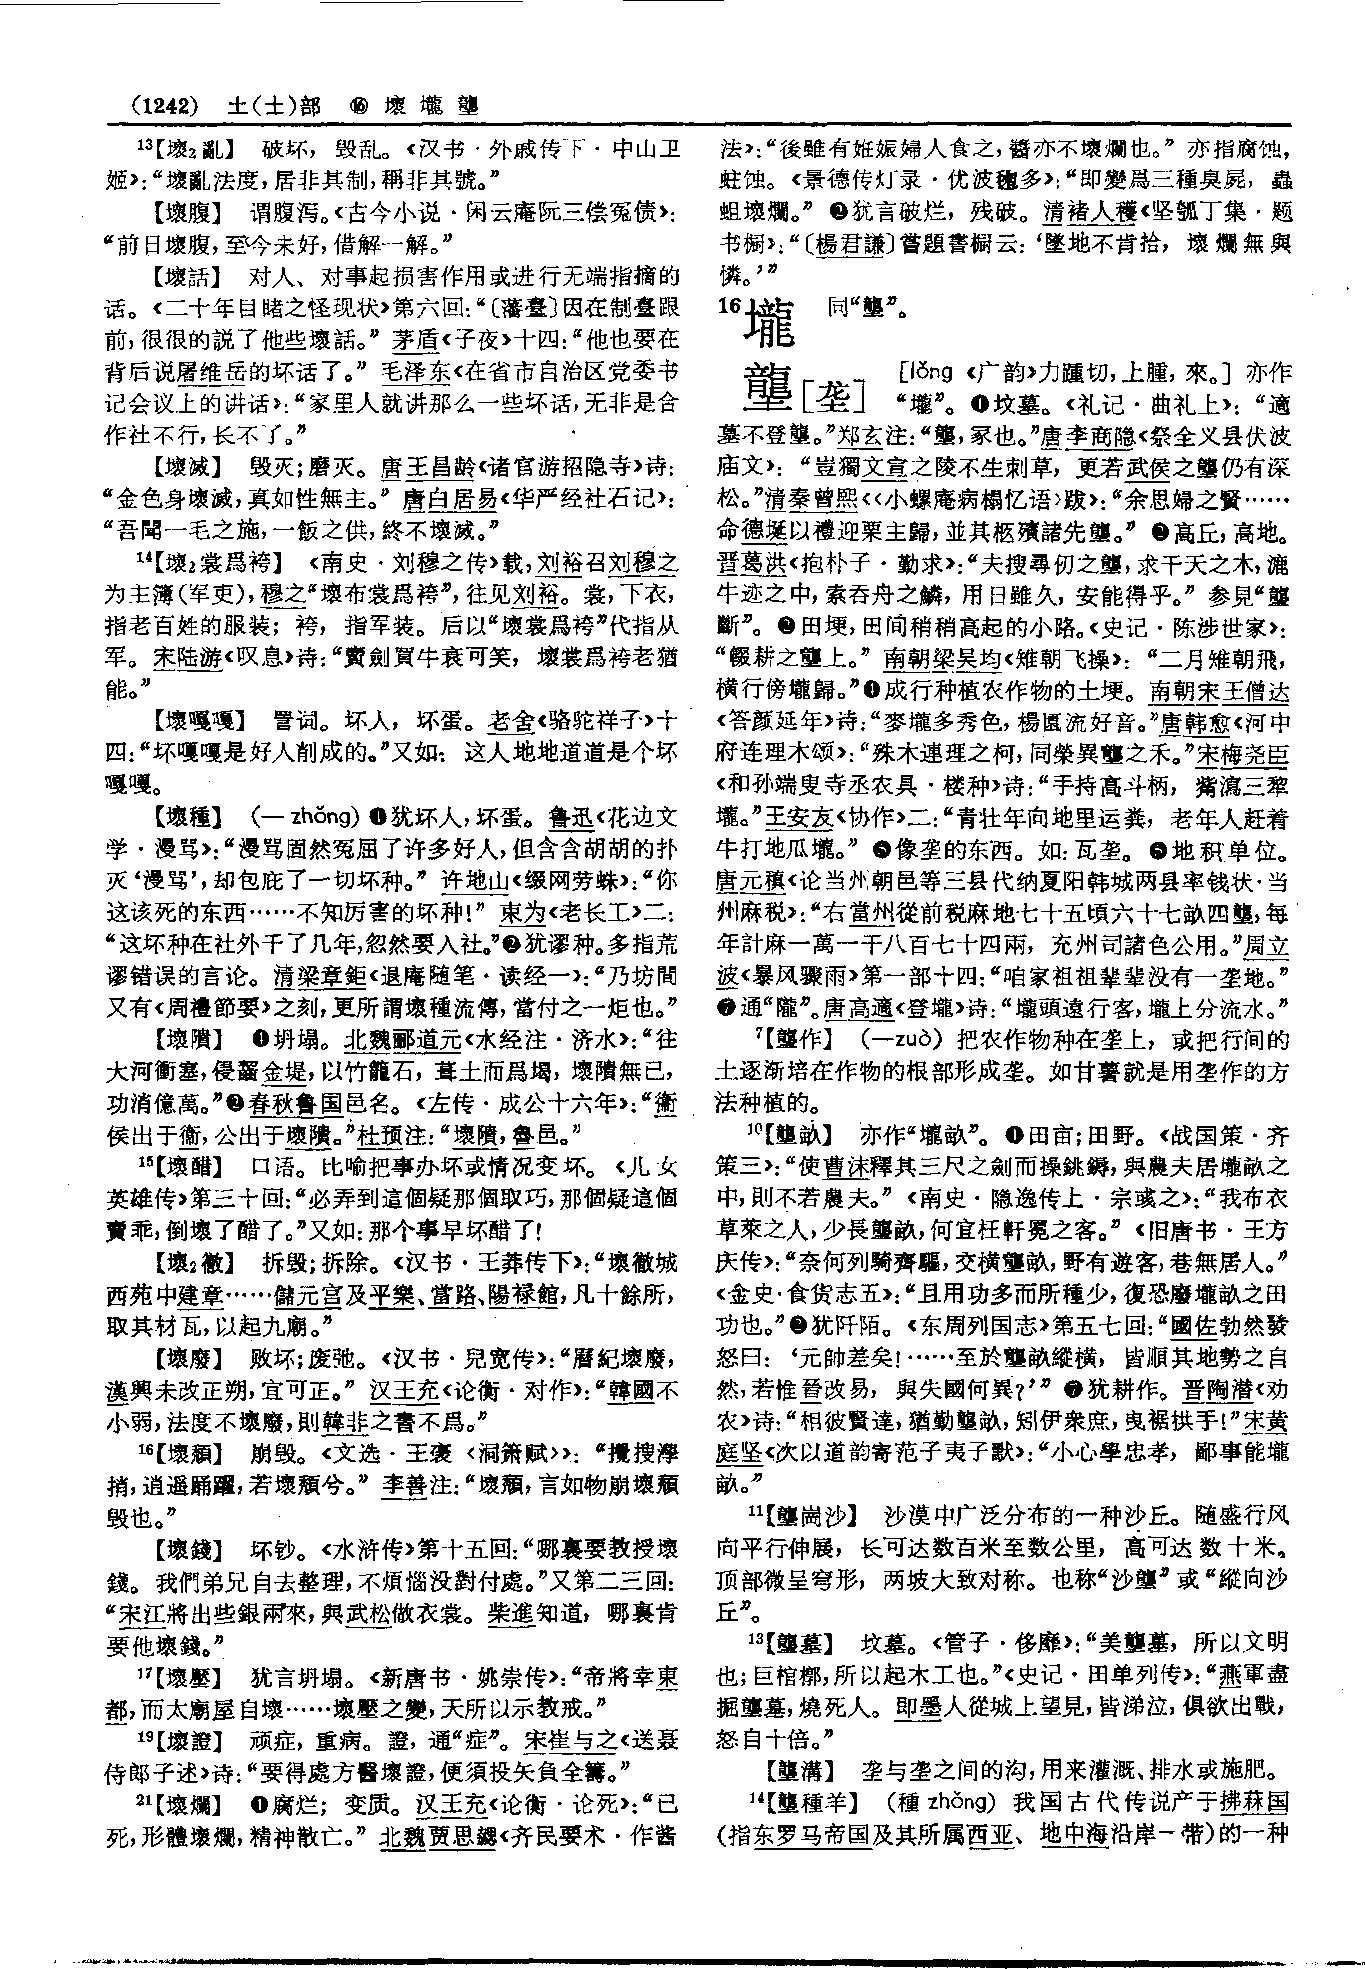 (1242) 土(士)部 ⑯ 壞壠壟
13【壞₂亂】 破坏，毁乱。《汉书·外戚传下·中山卫
姬》：“壞亂法度，居非其制，稱非其號。”
【壞腹】 谓腹泻。《古今小说·闲云庵阮三偿冤债》：
“前日壞腹，至今未好，借解一解。”
【壞話】 对人、对事起损害作用或进行无端指摘的
话。《二十年目睹之怪现状》第六回：“〔藩臺〕因在制臺跟
前，很很的説了他些壞話。” 茅盾《子夜》十四：“他也要在
背后说屠维岳的坏话了。” 毛泽东《在省市自治区党委书
记会议上的讲话》：“家里人就讲那么一些坏话，无非是合
作社不行，长不了。”
【壞滅】 毁灭；磨灭。唐王昌龄《诸官游招隐寺》诗：
“金色身壞滅，真如性無主。” 唐白居易《华严经社石记》：
“吾聞一毛之施，一飯之供，終不壞滅。”
14【壞₂裳爲袴】 《南史·刘穆之传》载，刘裕召刘穆之
为主簿(军吏)，穆之“壞布裳爲袴”，往见刘裕。裳，下衣，
指老百姓的服装；袴，指军装。后以“壞裳爲袴”代指从
军。宋陆游《叹息》诗：“賣劍買牛衰可笑，壞裳爲袴老猶
能。”
【壞嘎嘎】 詈词。坏人，坏蛋。老舍《骆驼祥子》十
四：“坏嘎嘎是好人削成的。”又如：这人地地道道是个坏
嘎嘎。
【壞種】 (—zhǒng) ❶犹坏人，坏蛋。鲁迅《花边文
学·漫骂》：“漫骂固然冤屈了许多好人，但含含胡胡的扑
灭‘漫骂’，却包庇了一切坏种。” 许地山《缀网劳蛛》：“你
这该死的东西……不知厉害的坏种！” 束为《老长工》二：
“这坏种在社外干了几年，忽然要入社。”❷犹谬种。多指荒
谬错误的言论。清梁章鉅《退庵随笔·读经一》：“乃坊間
又有《周禮節要》之刻，更所謂壞種流傳，當付之一炬也。”
【壞隤】 ❶坍塌。北魏郦道元《水经注·济水》：“往
大河衝塞，侵齧金堤，以竹籠石，葺土而爲堨，壞隤無已，
功消億萬。”❷春秋鲁国邑名。《左传·成公十六年》：“衞
侯出于衞，公出于壞隤。”杜预注：“壞隤，魯邑。”
15【壞醋】 口语。比喻把事办坏或情况变坏。《儿女
英雄传》第三十回：“必弄到這個疑那個取巧，那個疑這個
賣乖，倒壞了醋了。”又如：那个事早坏醋了！
【壞₂徹】 拆毁；拆除。《汉书·王莽传下》：“壞徹城
西苑中建章……儲元宫及平樂、當路、陽禄館，凡十餘所，
取其材瓦，以起九廟。”
【壞廢】 败坏；废弛。《汉书·兒宽传》：“曆紀壞廢，
漢興未改正朔，宜可正。” 汉王充《论衡·对作》：“韓國不
小弱，法度不壞廢，則韓非之書不爲。”
16【壞頽】 崩毁。《文选·王褒〈洞箫赋〉》：“攪搜㶅
捎，逍遥踊躍，若壞頽兮。” 李善注：“壞頽，言如物崩壞頽
毁也。”
【壞錢】 坏钞。《水浒传》第十五回：“哪裏要教授壞
錢。我們弟兄自去整理，不煩惱没對付處。”又第二三回：
“宋江將出些銀兩來，與武松做衣裳。柴進知道，哪裏肯
要他壞錢。”
17【壞壓】 犹言坍塌。《新唐书·姚崇传》：“帝將幸東
都，而太廟屋自壞……壞壓之變，天所以示教戒。”
19【壞證】 顽症，重病。證，通“症”。宋崔与之《送聂
侍郎子述》诗：“要得處方醫壞證，便須投矢負全籌。”
21【壞爛】 ❶腐烂；变质。汉王充《论衡·论死》：“已
死，形體壞爛，精神散亡。” 北魏贾思勰《齐民要术·作酱
法》：“後雖有姙娠婦人食之，醬亦不壞爛也。” 亦指腐蚀，
蛀蚀。《景德传灯录·优波毱多》：“即變爲三種臭屍，蟲
蛆壞爛。” ❷犹言破烂，残破。清褚人穫《坚瓠丁集·题
书橱》：“〔楊君謙〕嘗題書橱云：‘墜地不肯拾，壞爛無與
憐。’”
16壠 同“壟”。
壟[垄] [lǒng 《广韵》力踵切，上腫，來。] 亦作
“壠”。❶坟墓。《礼记·曲礼上》：“適
墓不登壟。”郑玄注：“壟，冢也。”唐李商隐《祭全义县伏波
庙文》：“豈獨文宣之陵不生刺草，更若武侯之壟仍有深
松。”清秦曾熙《〈小螺庵病榻忆语〉跋》：“余思婦之賢……
命德埏以禮迎栗主歸，並其柩殯諸先壟。” ❷高丘，高地。
晋葛洪《抱朴子·勤求》：“夫搜尋仞之壟，求干天之木，漉
牛迹之中，索吞舟之鱗，用日雖久，安能得乎。” 参見“壟
斷”。❸田埂，田间稍稍高起的小路。《史记·陈涉世家》：
“輟耕之壟上。” 南朝梁吴均《雉朝飞操》：“二月雉朝飛，
横行傍壠歸。”❹成行种植农作物的土埂。南朝宋王僧达
《答颜延年》诗：“麥壠多秀色，楊園流好音。”唐韩愈《河中
府连理木颂》：“殊木連理之柯，同榮異壟之禾。”宋梅尧臣
《和孙端叟寺丞农具·楼种》诗：“手持高斗柄，觜瀉三犂
壠。”王安友《协作》二：“青壮年向地里运粪，老年人赶着
牛打地瓜壠。” ❺像垄的东西。如：瓦垄。❻地积单位。
唐元稹《论当州朝邑等三县代纳夏阳韩城两县率钱状·当
州麻税》：“右當州從前税麻地七十五頃六十七畝四壟，每
年計麻一萬一千八百七十四兩，充州司諸色公用。”周立
波《暴风骤雨》第一部十四：“咱家祖祖辈辈没有一垄地。”
❼通“隴”。唐高適《登壠》诗：“壠頭遠行客，壠上分流水。”
7【壟作】 (—zuò) 把农作物种在垄上，或把行间的
土逐渐培在作物的根部形成垄。如甘薯就是用垄作的方
法种植的。
10【壟畝】 亦作“壠畝”。❶田亩；田野。《战国策·齐
策三》：“使曹沫釋其三尺之劍而操銚鎒，與農夫居壠畝之
中，則不若農夫。” 《南史·隐逸传上·宗彧之》：“我布衣
草萊之人，少長壟畝，何宜枉軒冕之客。” 《旧唐书·王方
庆传》：“奈何列騎齊驅，交横壟畝，野有遊客，巷無居人。”
《金史·食货志五》：“且用功多而所種少，復恐廢壠畝之田
功也。”❷犹阡陌。《东周列国志》第五七回：“國佐勃然發
怒曰：‘元帥差矣！……至於壟畝縱横，皆順其地勢之自
然，若惟晉改易，與失國何異？’” ❸犹耕作。晋陶潜《劝
农》诗：“相彼賢達，猶勤壟畝，矧伊衆庶，曳裾拱手！”宋黄
庭坚《次以道韵寄范子夷子默》：“小心學忠孝，鄙事能壠
畝。”
11【壟崗沙】 沙漠中广泛分布的一种沙丘。随盛行风
向平行伸展，长可达数百米至数公里，高可达数十米。
顶部微呈穹形，两坡大致对称。也称“沙壟”或“縱向沙
丘”。
13【壟墓】 坟墓。《管子·侈靡》：“美壟墓，所以文明
也；巨棺槨，所以起木工也。”《史记·田单列传》：“燕軍盡
掘壟墓，燒死人。即墨人從城上望見，皆涕泣，俱欲出戰，
怒自十倍。”
【壟溝】 垄与垄之间的沟，用来灌溉、排水或施肥。
14【壟種羊】 (種 zhǒng) 我国古代传说产于拂菻国
(指东罗马帝国及其所属西亚、地中海沿岸一带)的一种